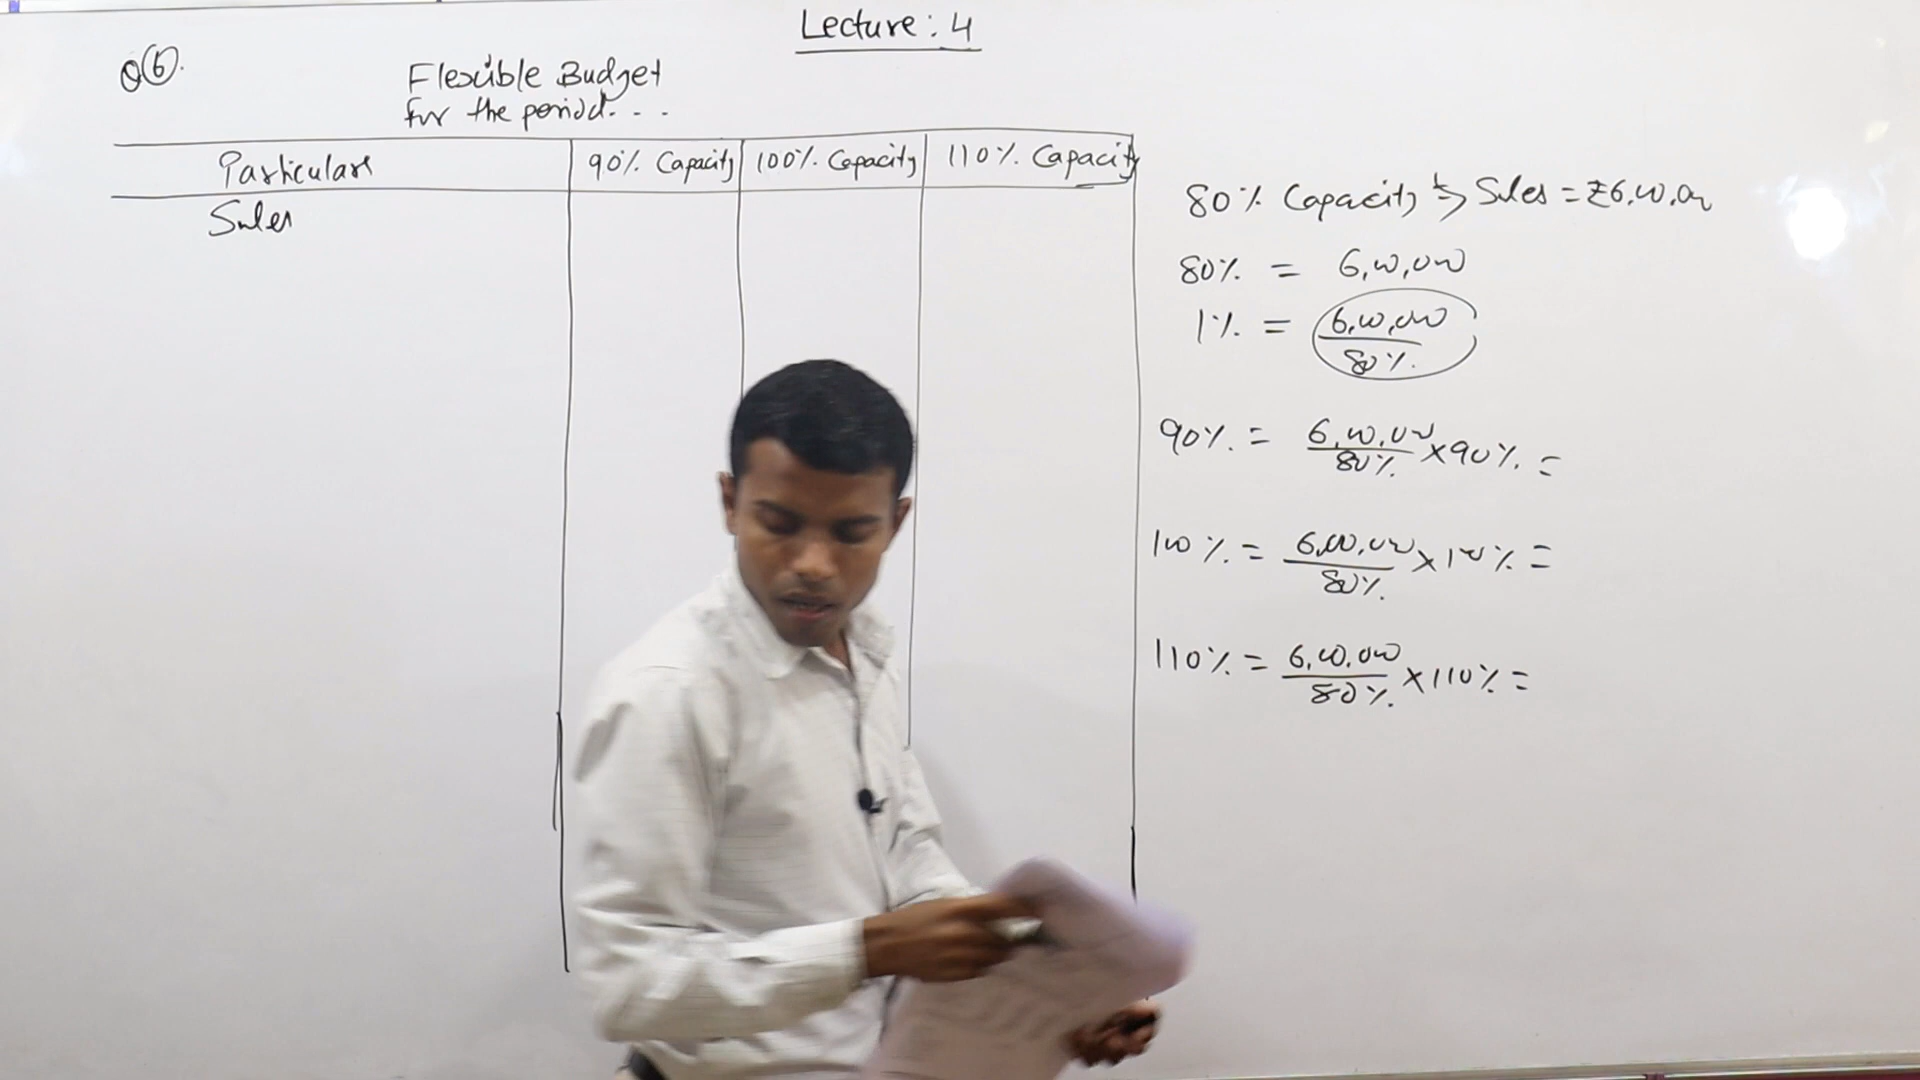 Lecture : 4
Q⑥.
Flexible Budget
for the period. . .
Particulars 90% Capacity 100% Capacity 110% Capacity
Sales
80% Capacity ⇒ Sales = ₹6,00,000
80% = 6,00,000
1% = 6,00,000
80%.
90%. = 6,00,000 × 90%. =
80%.
100%. = 6,00,000 × 100%. =
80%.
110%. = 6,00,000 × 110%. =
80%.